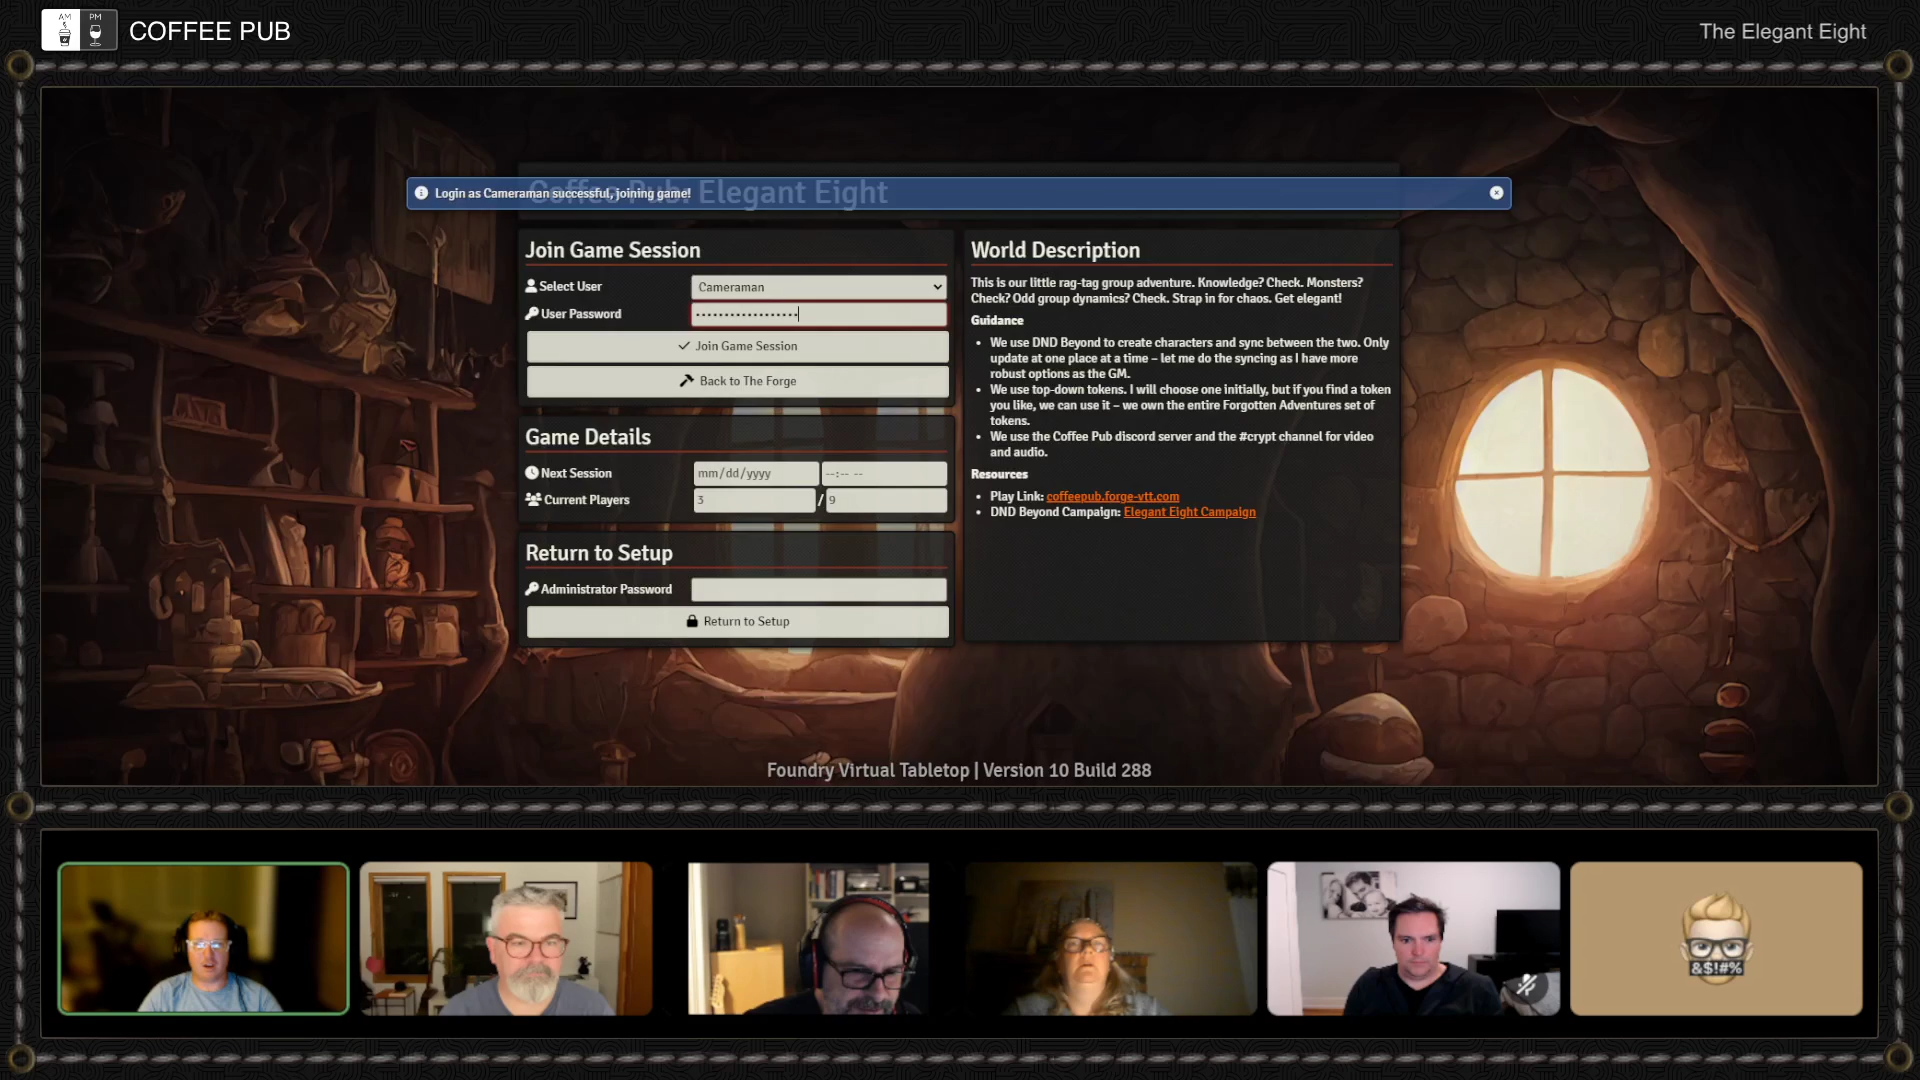 AM PM
COFFEE PUB
The Elegant Eight
Coffee Pub: Elegant Eight
Login as Cameraman successful, joining game!
Join Game Session
Select User
Cameraman
User Password
••••••••••••••••••
Join Game Session
Back to The Forge
Game Details
Next Session
mm/dd/yyyy
--:-- --
Current Players
3 / 9
Return to Setup
Administrator Password
Return to Setup
World Description
This is our little rag-tag group adventure. Knowledge? Check. Monsters?
Check? Odd group dynamics? Check. Strap in for chaos. Get elegant!
Guidance
• We use DND Beyond to create characters and sync between the two. Only
update at one place at a time – let me do the syncing as I have more
robust options as the GM.
• We use top-down tokens. I will choose one initially, but if you find a token
you like, we can use it – we own the entire Forgotten Adventures set of
tokens.
• We use the Coffee Pub discord server and the #crypt channel for video
and audio.
Resources
• Play Link: coffeepub.forge-vtt.com
• DND Beyond Campaign: Elegant Eight Campaign
Foundry Virtual Tabletop | Version 10 Build 288
&$!#%